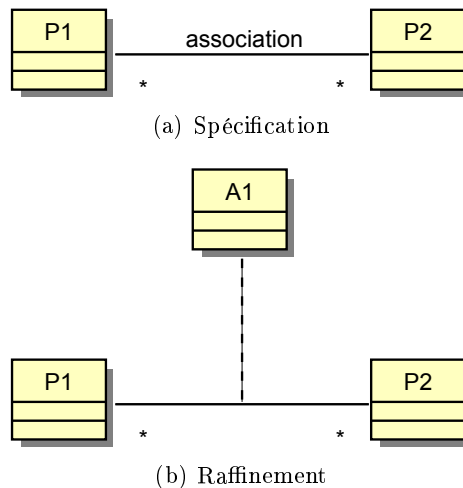 P1
association
P2
*
*
(a) Spécification
A1
P1
P2
*
*
(b) Raffinement